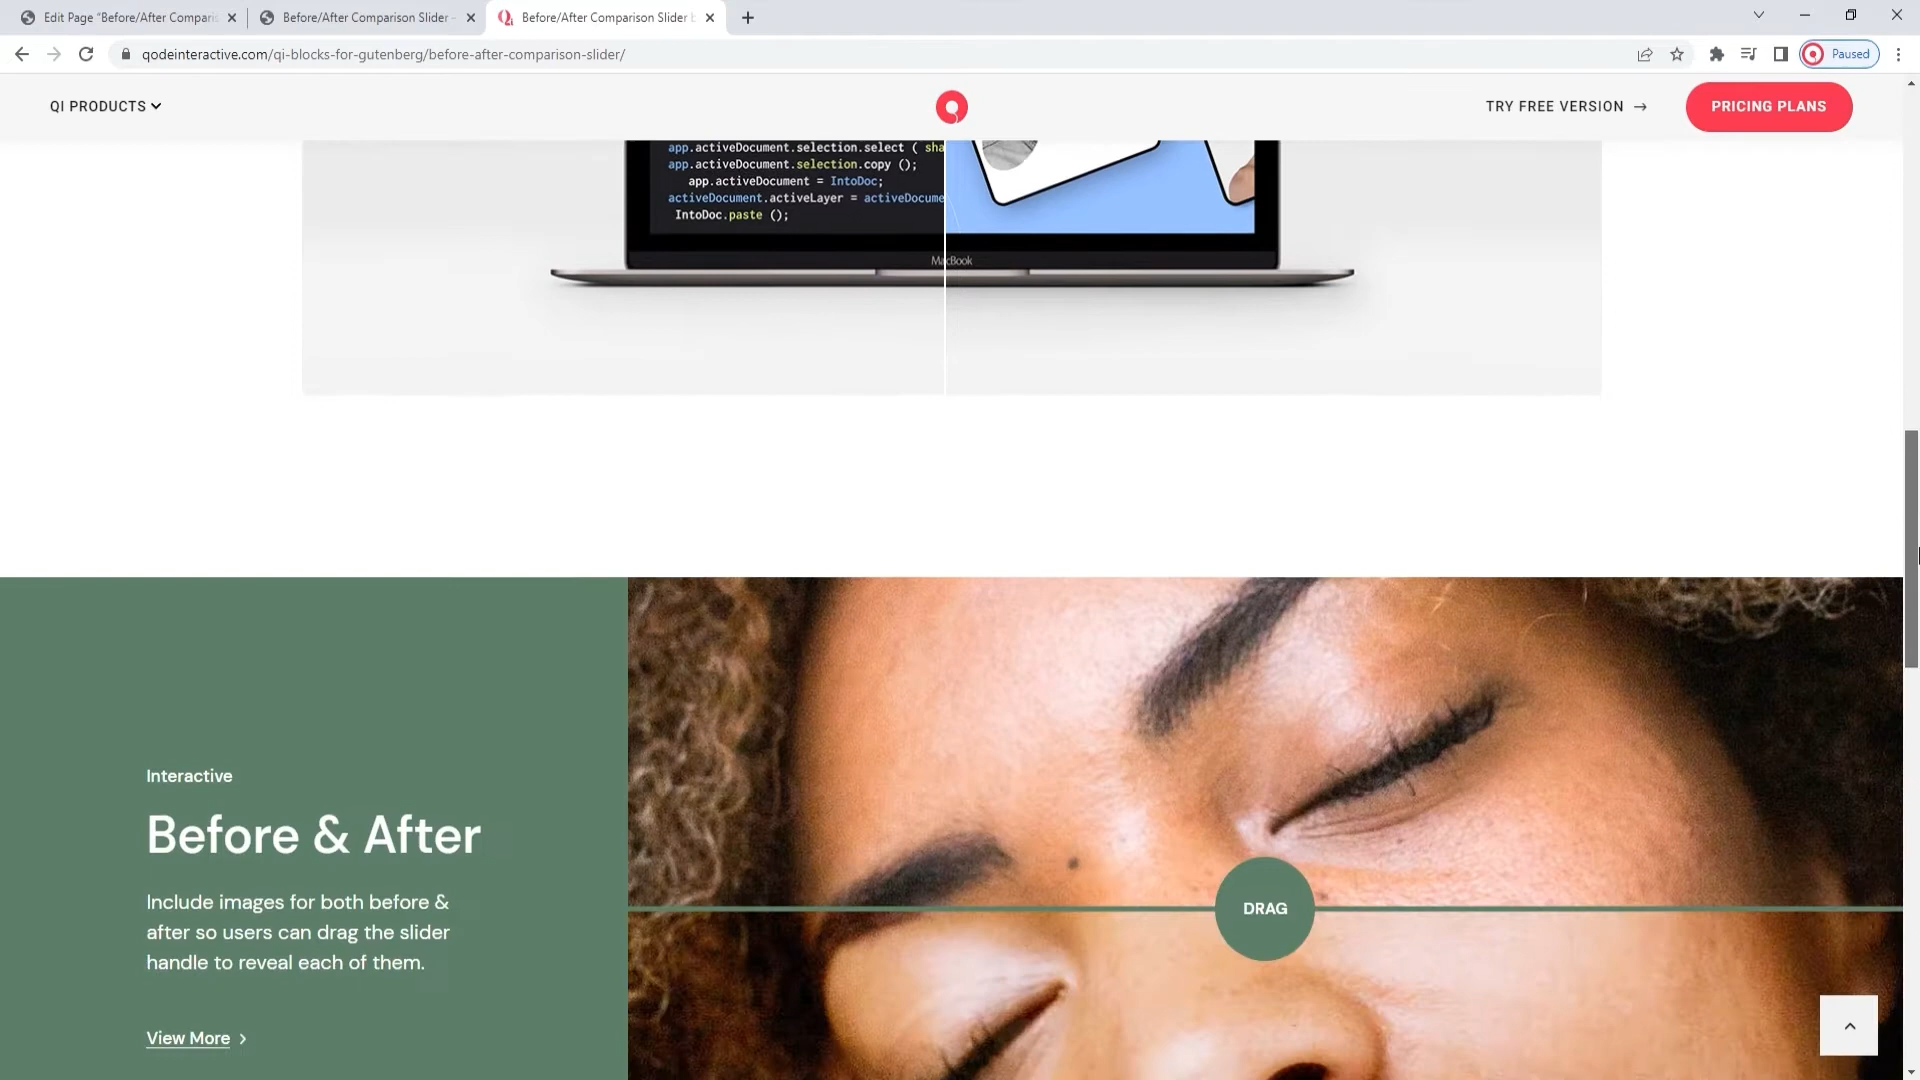 Edit Page "Before/After Comparis
Before/After Comparison Slider -
Before/After Comparison Slider b
qodeinteractive.com/qi-blocks-for-gutenberg/before-after-comparison-slider/
Paused
QI PRODUCTS
TRY FREE VERSION →
PRICING PLANS
app.activeDocument.selection.select ( sha
app.activeDocument.selection.copy ();
app.activeDocument = IntoDoc;
activeDocument.activeLayer = activeDocume
IntoDoc.paste ();
MacBook
Interactive
Before & After
Include images for both before &
after so users can drag the slider
handle to reveal each of them.
View More >
DRAG